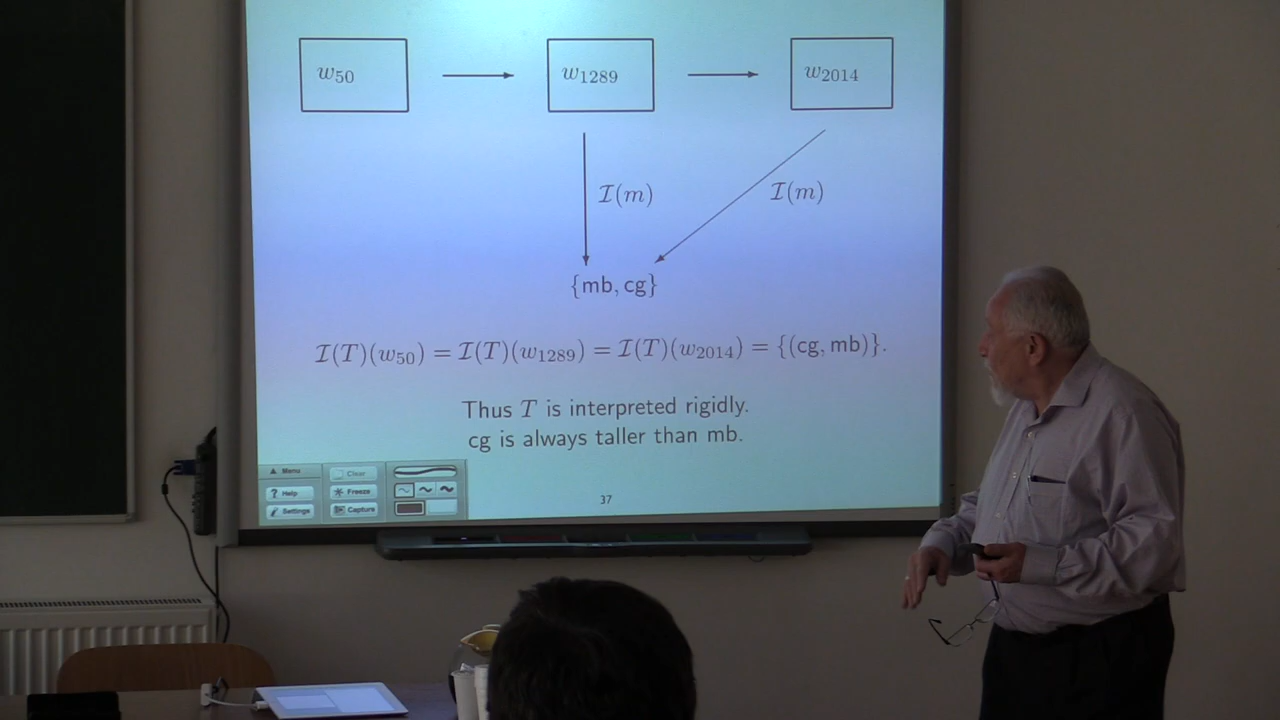 w₅₀ w₁₂₈₉ w₂₀₁₄
ℐ(m) ℐ(m)
{mb, cg}
ℐ(T)(w₅₀) = ℐ(T)(w₁₂₈₉) = ℐ(T)(w₂₀₁₄) = {(cg, mb)}.
Thus T is interpreted rigidly.
cg is always taller than mb.
Menu Clear
Help Freeze
Settings Capture
37